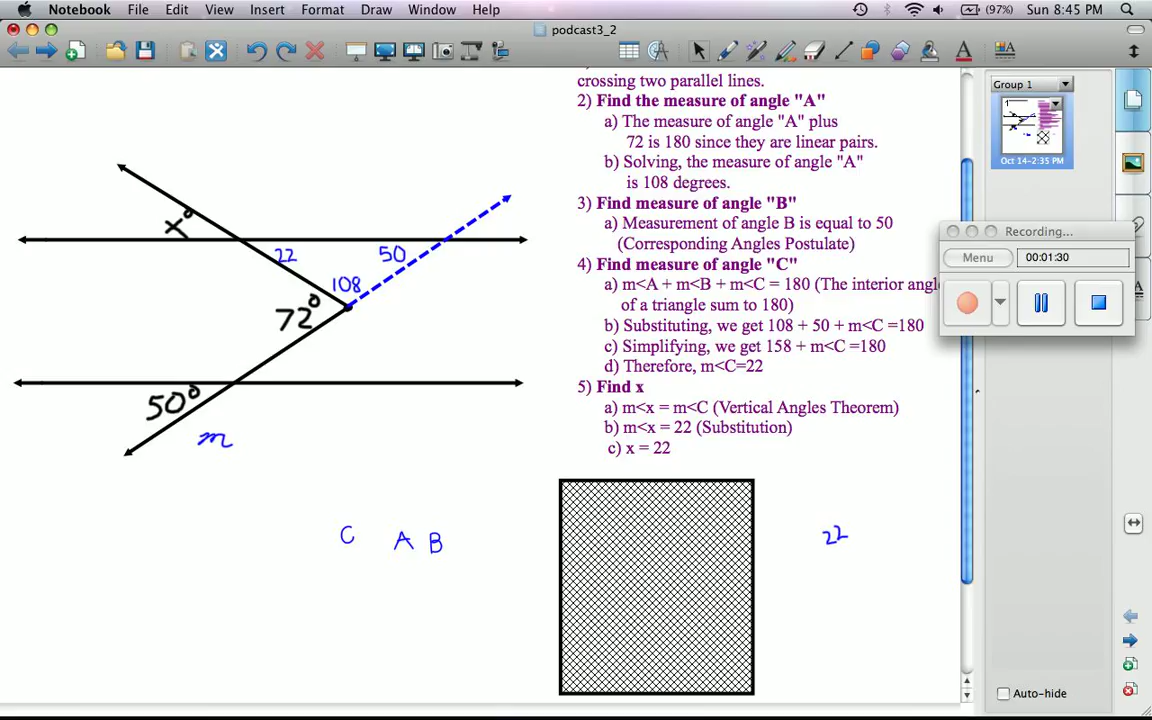 Notebook File Edit View Insert Format Draw Window Help (97%) Sun 8:45 PM
podcast3_2
crossing two parallel lines.
2) Find the measure of angle "A"
a) The measure of angle "A" plus
72 is 180 since they are linear pairs.
b) Solving, the measure of angle "A"
is 108 degrees.
3) Find measure of angle "B"
a) Measurement of angle B is equal to 50
(Corresponding Angles Postulate)
4) Find measure of angle "C"
a) m<A + m<B + m<C = 180 (The interior angle
of a triangle sum to 180)
b) Substituting, we get 108 + 50 + m<C =180
c) Simplifying, we get 158 + m<C =180
d) Therefore, m<C=22
5) Find x
a) m<x = m<C (Vertical Angles Theorem)
b) m<x = 22 (Substitution)
c) x = 22
x°
22
50
108
72°
50°
m
C A B
22
Group 1
1
Oct 14-2:35 PM
Recording...
Menu 00:01:30
Auto-hide